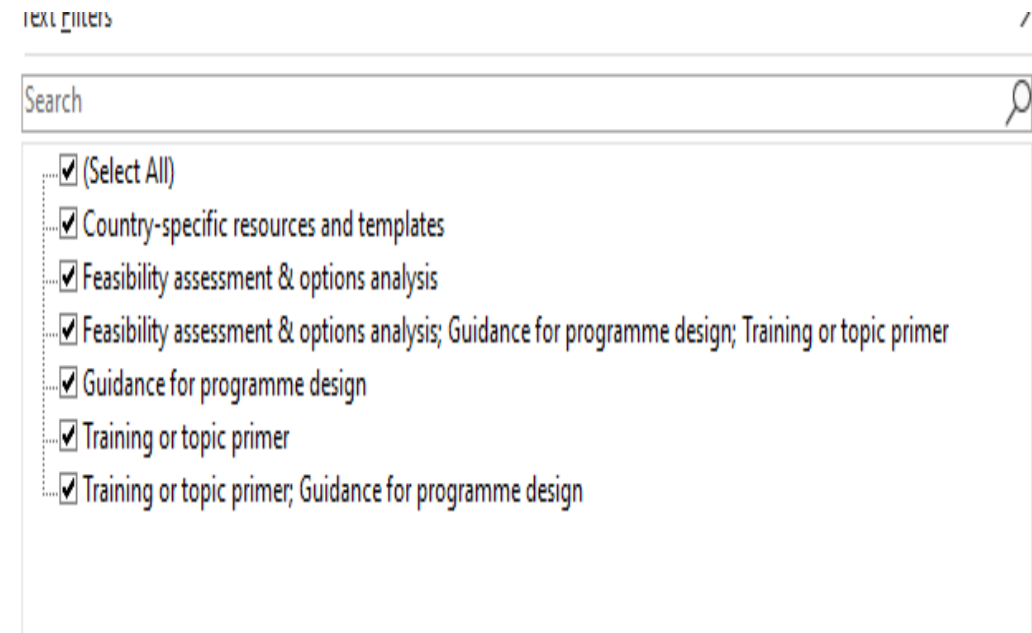 Text Filters
Search
(Select All)
Country-specific resources and templates
Feasibility assessment & options analysis
Feasibility assessment & options analysis; Guidance for programme design; Training or topic primer
Guidance for programme design
Training or topic primer
Training or topic primer; Guidance for programme design